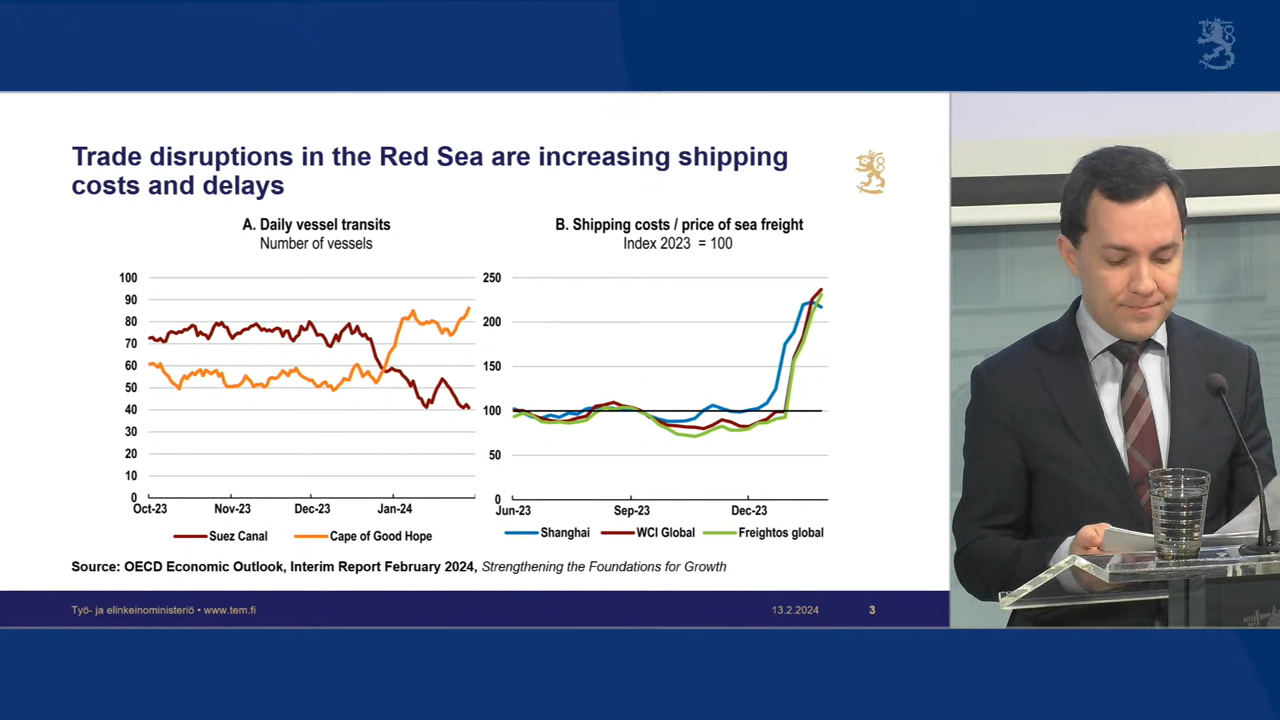 Trade disruptions in the Red Sea are increasing shipping
costs and delays
A. Daily vessel transits
Number of vessels
100
90
80
70
60
50
40
30
20
10
0
Oct-23
Nov-23
Dec-23
Jan-24
Suez Canal
Cape of Good Hope
B. Shipping costs / price of sea freight
Index 2023 = 100
250
200
150
100
50
0
Jun-23
Sep-23
Dec-23
Shanghai
WCI Global
Freightos global
Source: OECD Economic Outlook, Interim Report February 2024, Strengthening the Foundations for Growth
Työ- ja elinkeinoministeriö • www.tem.fi
13.2.2024
3